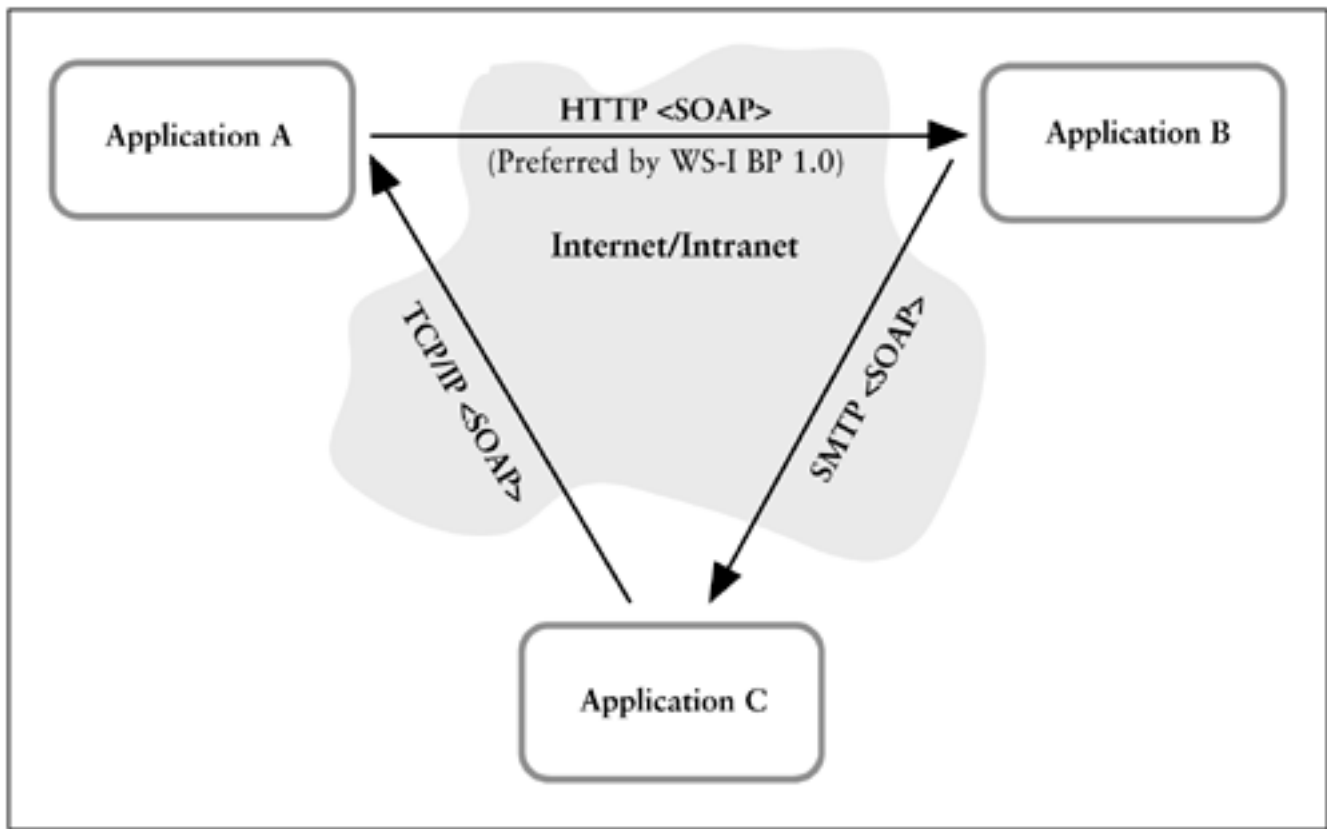 HTTP <SOAP>
Application A
Application B
(Preferred by WS-I BP 1.0)
Internet/Intranet
TCP/IP <SOAP>
SMTP <SOAP>
Application C